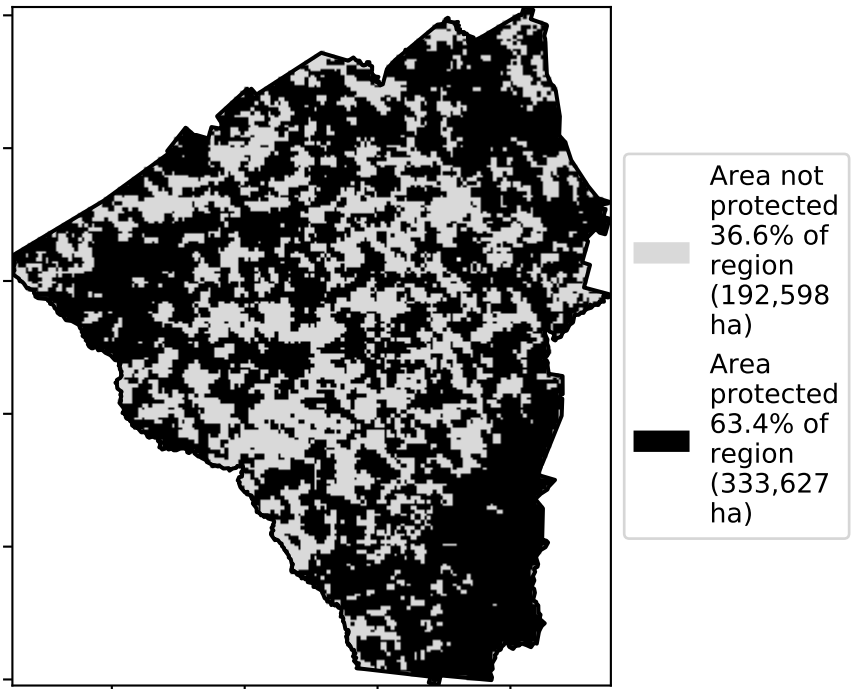 Area not
protected
36.6% of
region
(192,598
ha)
Area
protected
63.4% of
region
(333,627
ha)